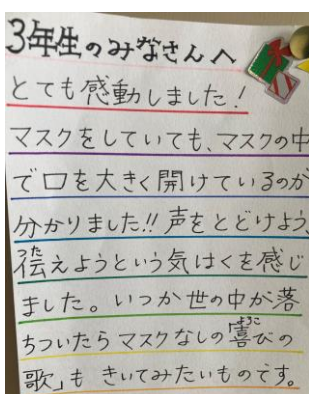 3年生のみなさんへ
とても感動しました!
マスクをしていても、マスクの中
で口を大きく開けているのが
分かりました!!声をとどけよう、
伝えようという気はくを感じ
ました。いつか世の中が落
ちついたらマスクなしの喜びの
歌」もきいてみたいものです。